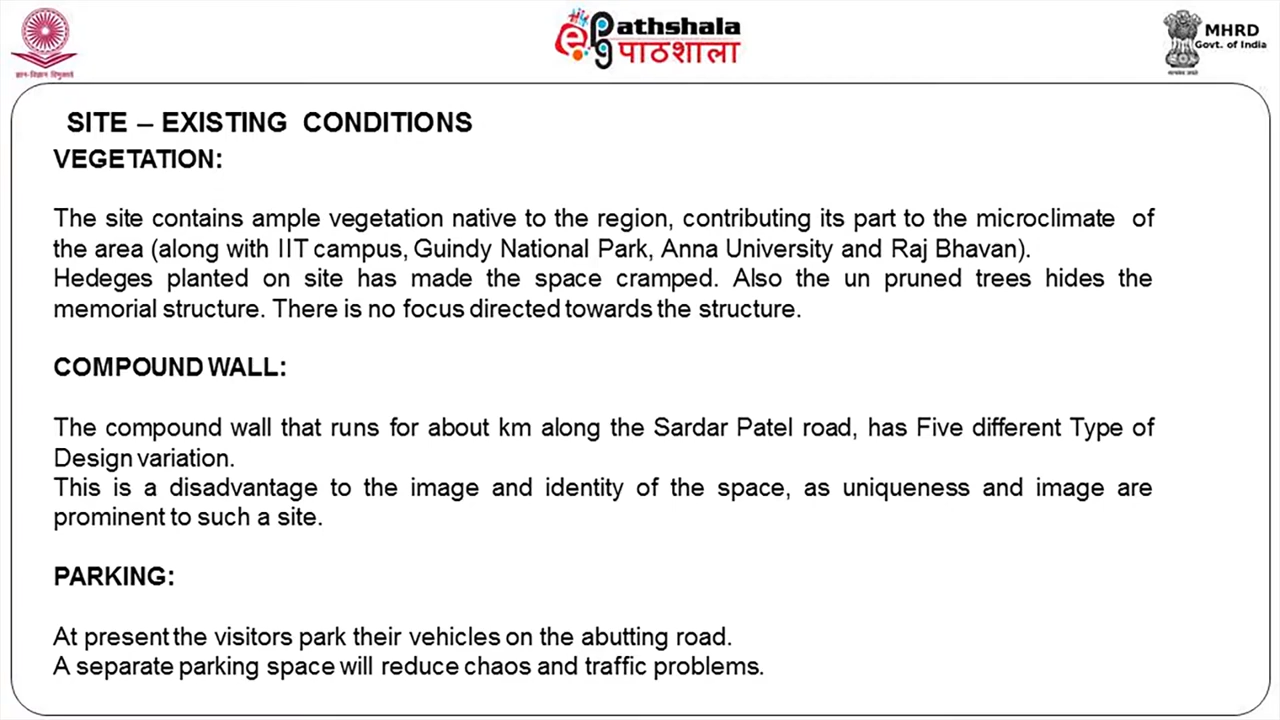 ज्ञान-विज्ञान विमुक्तये
ePG Pathshala
पाठशाला
MHRD
Govt. of India
सत्यमेव जयते
SITE – EXISTING CONDITIONS
VEGETATION:
The site contains ample vegetation native to the region, contributing its part to the microclimate of
the area (along with IIT campus, Guindy National Park, Anna University and Raj Bhavan).
Hedeges planted on site has made the space cramped. Also the un pruned trees hides the
memorial structure. There is no focus directed towards the structure.
COMPOUND WALL:
The compound wall that runs for about km along the Sardar Patel road, has Five different Type of
Design variation.
This is a disadvantage to the image and identity of the space, as uniqueness and image are
prominent to such a site.
PARKING:
At present the visitors park their vehicles on the abutting road.
A separate parking space will reduce chaos and traffic problems.